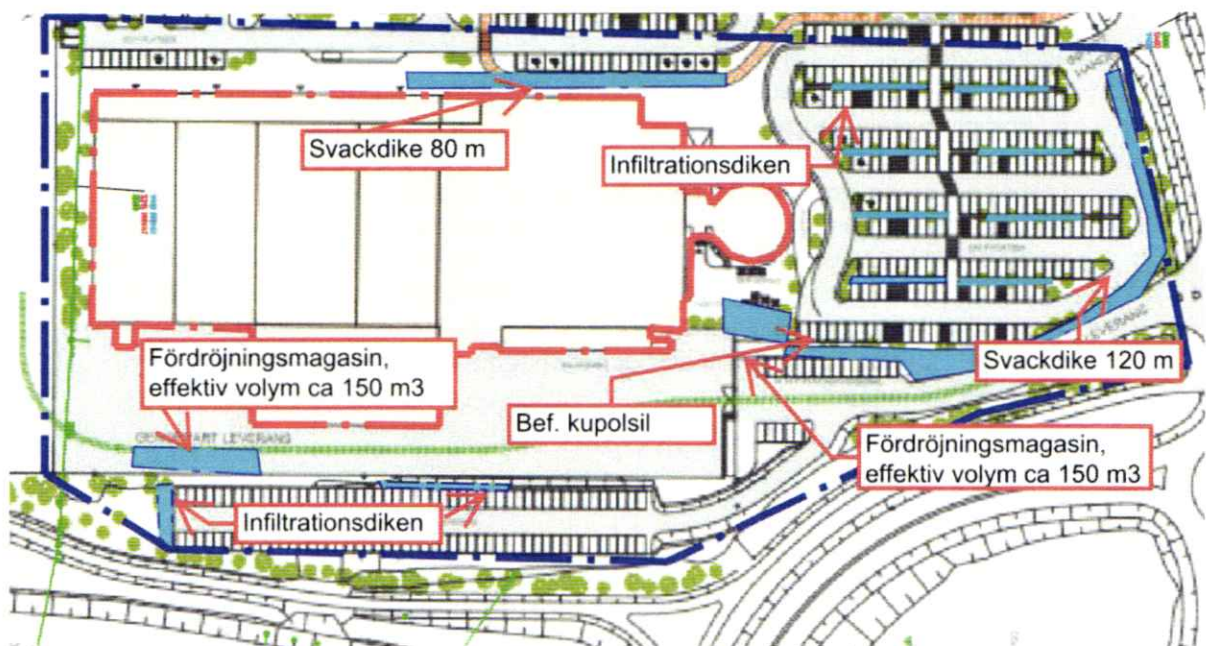 Svackdike 80 m
Infiltrationsdiken
Fördröjningsmagasin,
effektiv volym ca 150 m3
Svackdike 120 m
Bef. kupolsil
Fördröjningsmagasin,
effektiv volym ca 150 m3
LEVERANS
Infiltrationsdiken